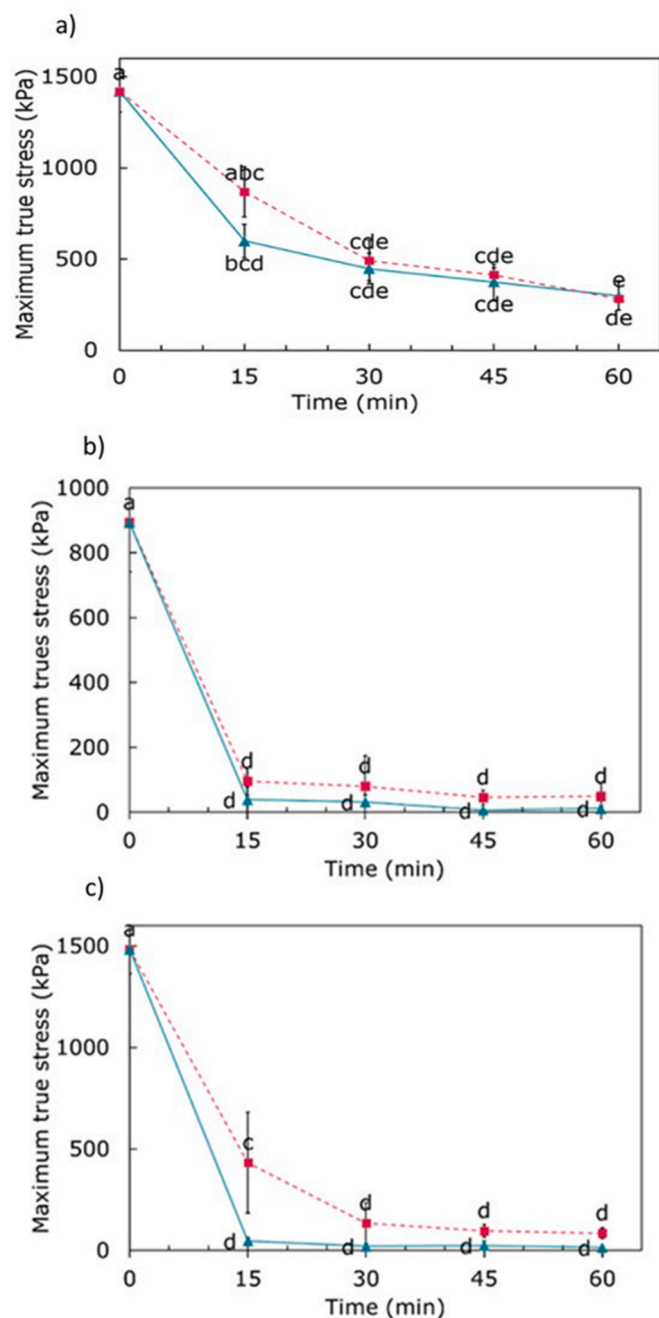 a)
Maximum true stress (kPa)
1500
1000
500
0
a
abc
bcd
cde
cde
cde
cde
e
de
0 15 30 45 60
Time (min)
b)
Maximum trues stress (kPa)
1000
800
600
400
200
0
a
d
d
d
d
d
d
d
d
0 15 30 45 60
Time (min)
c)
Maximum true stress (kPa)
1500
1000
500
0
a
c
d
d
d
d
d
d
d
0 15 30 45 60
Time (min)